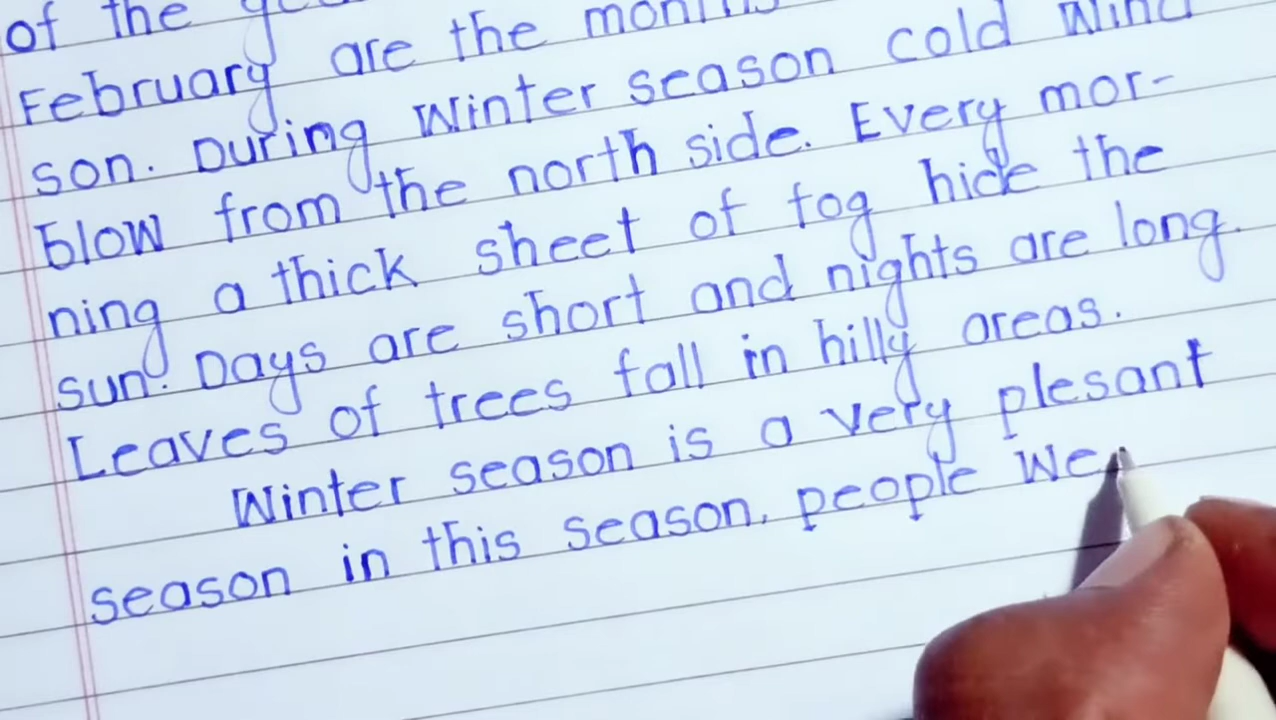 of the
February are the
son. During Winter season cold Wind
blow from the north side. Every mor-
ning a thick sheet of fog hide the
sun. Days are short and nights are long.
Leaves of trees fall in hilly areas.
Winter season is a very plesant
season in this season. people We